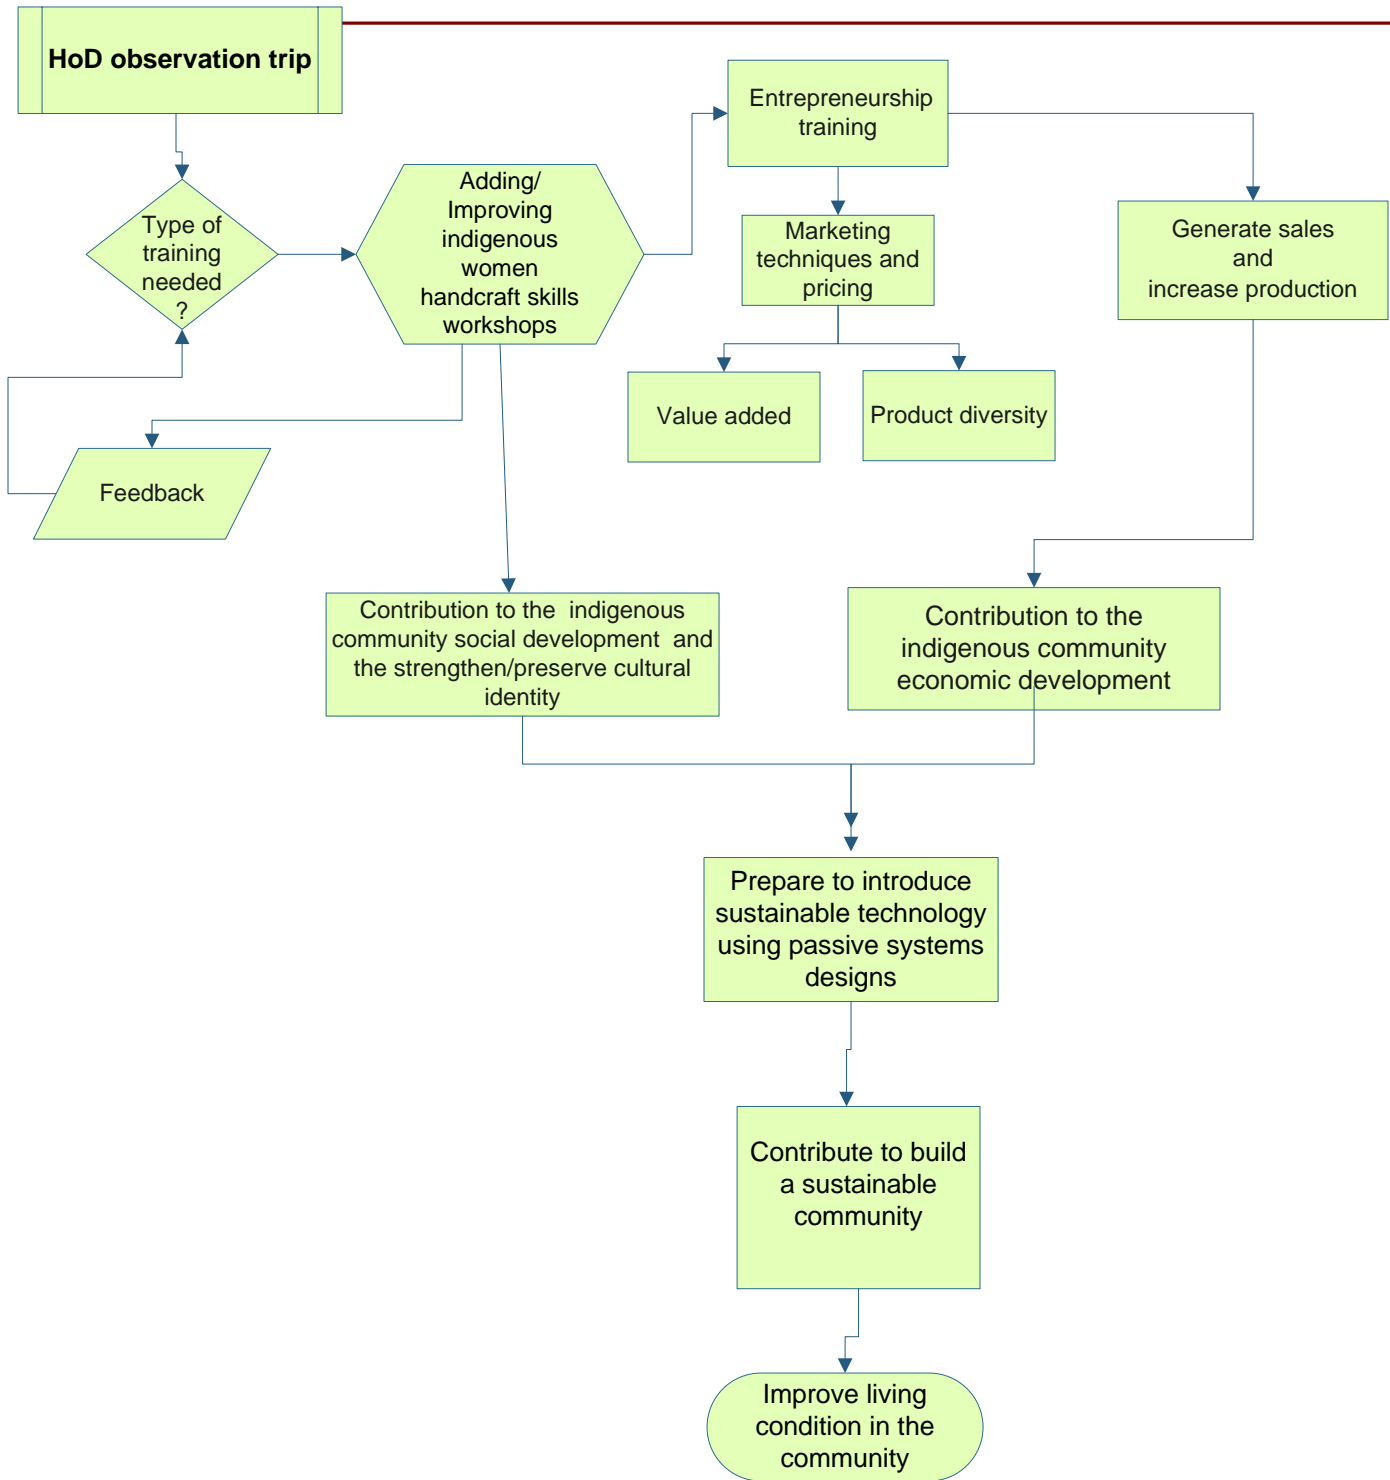 HoD observation trip
Entrepreneurship
training
Type of
training
needed
?
Adding/
Improving
indigenous
women
handcraft skills
workshops
Marketing
techniques and
pricing
Generate sales
and
increase production
Value added
Product diversity
Feedback
Contribution to the indigenous
community social development and
the strengthen/preserve cultural
identity
Contribution to the
indigenous community
economic development
Prepare to introduce
sustainable technology
using passive systems
designs
Contribute to build
a sustainable
community
Improve living
condition in the
community